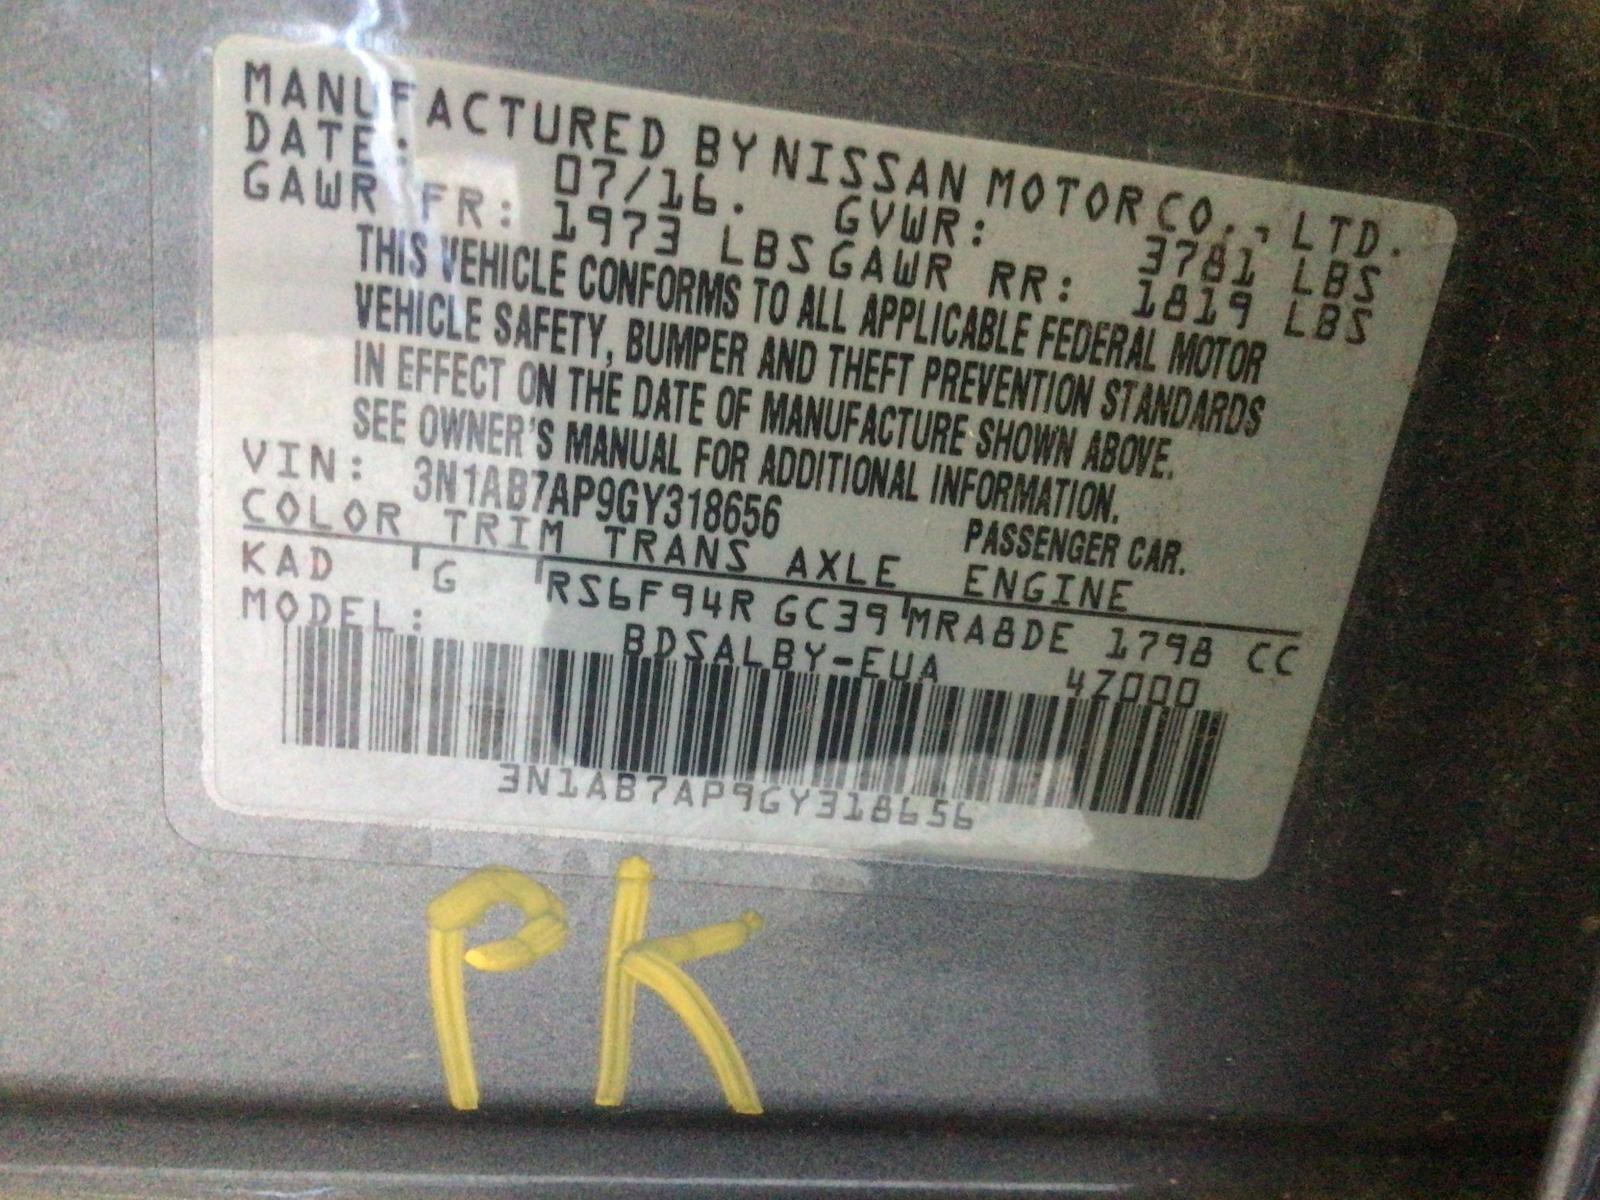 MANUFACTURED BY NISSAN MOTOR CO., LTD.
DATE: 07/16. GVWR: 3781 LBS
GAWR FR: 1973 LBS GAWR RR: 1819 LBS
THIS VEHICLE CONFORMS TO ALL APPLICABLE FEDERAL MOTOR
VEHICLE SAFETY, BUMPER AND THEFT PREVENTION STANDARDS
IN EFFECT ON THE DATE OF MANUFACTURE SHOWN ABOVE.
SEE OWNER'S MANUAL FOR ADDITIONAL INFORMATION.
VIN: 3N1AB7AP9GY318656 PASSENGER CAR.
COLOR TRIM TRANS AXLE ENGINE
KAD G RS6F94R GC39 MRA8DE 1798 CC
MODEL: BDSALBY-EUA 4Z000
3N1AB7AP9GY318656
PK